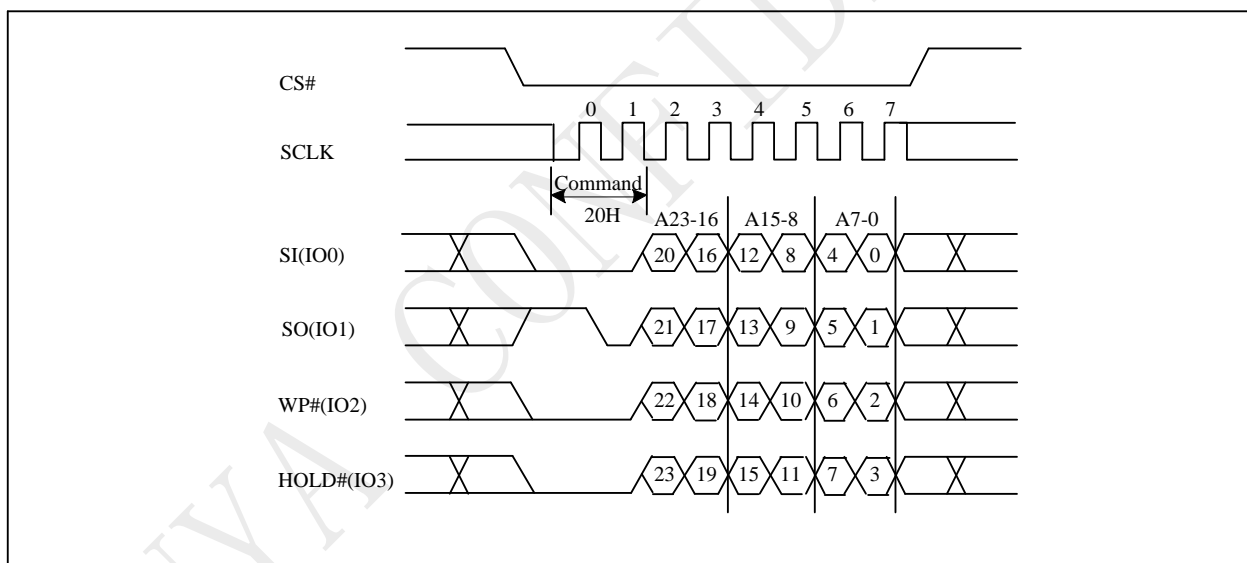 CS#
0 1 2 3 4 5 6 7
SCLK
Command
20H
A23-16 A15-8 A7-0
SI(IO0) 20 16 12 8 4 0
SO(IO1) 21 17 13 9 5 1
WP#(IO2) 22 18 14 10 6 2
HOLD#(IO3) 23 19 15 11 7 3